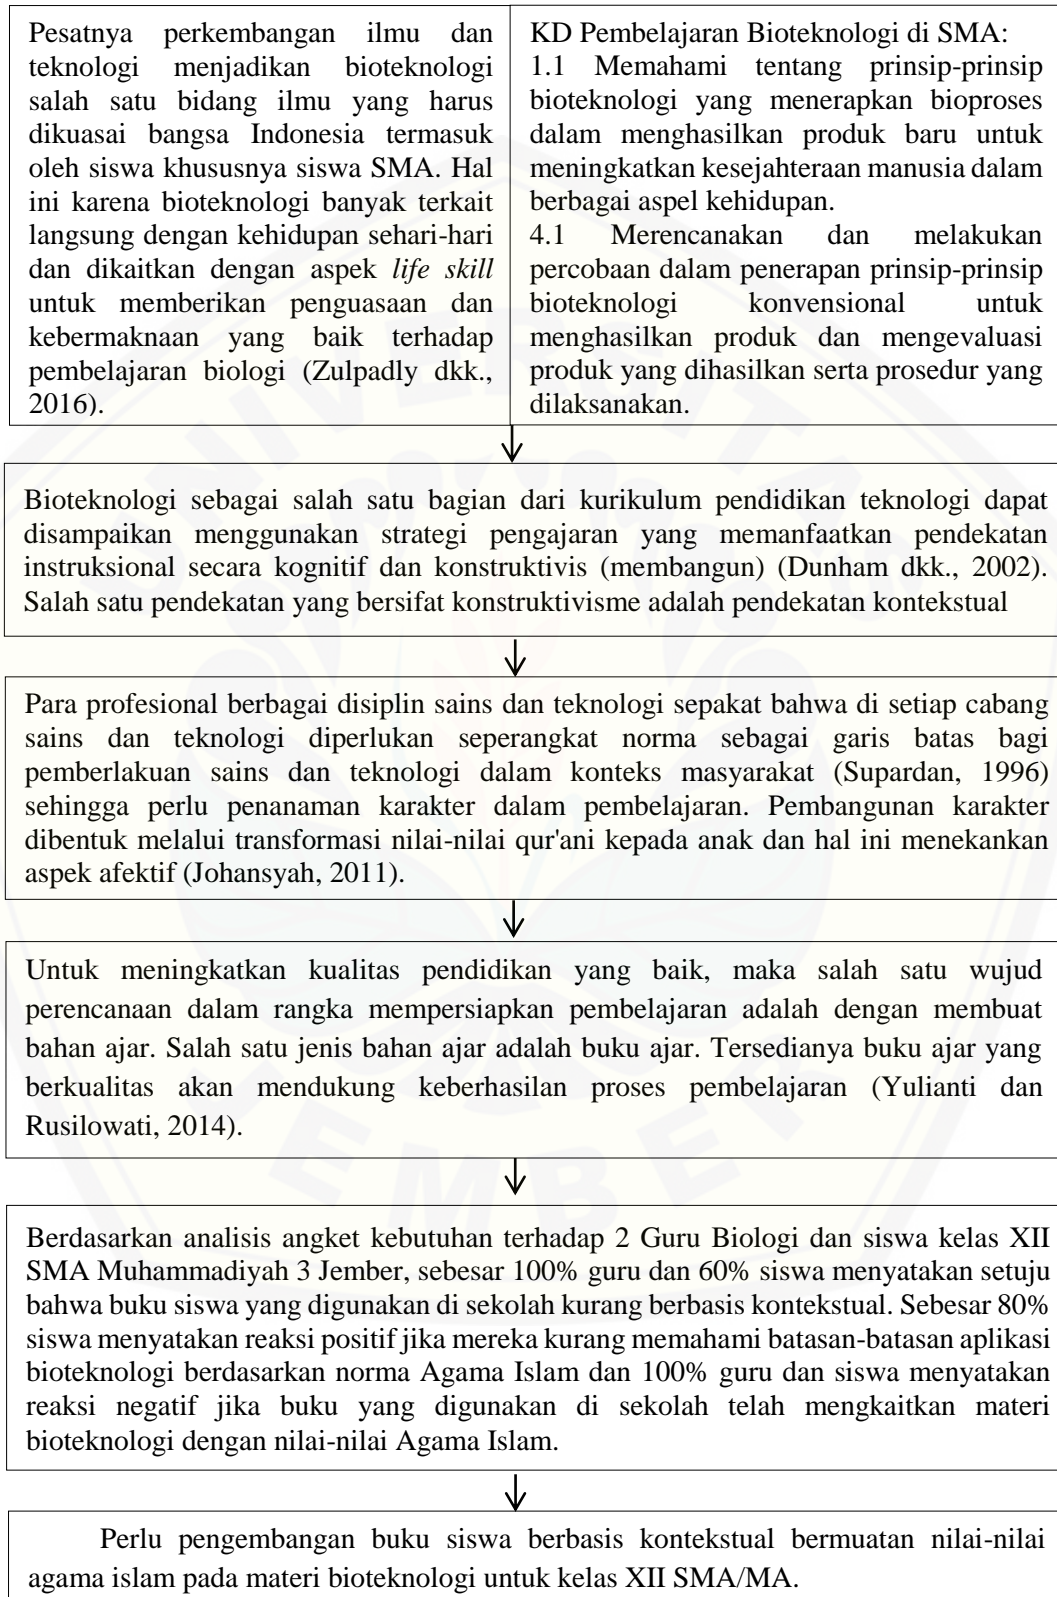 Pesatnya perkembangan ilmu dan
teknologi menjadikan bioteknologi
salah satu bidang ilmu yang harus
dikuasai bangsa Indonesia termasuk
oleh siswa khususnya siswa SMA. Hal
ini karena bioteknologi banyak terkait
langsung dengan kehidupan sehari-hari
dan dikaitkan dengan aspek life skill
untuk memberikan penguasaan dan
kebermaknaan yang baik terhadap
pembelajaran biologi (Zulpadly dkk.,
2016).
KD Pembelajaran Bioteknologi di SMA:
1.1 Memahami tentang prinsip-prinsip
bioteknologi yang menerapkan bioproses
dalam menghasilkan produk baru untuk
meningkatkan kesejahteraan manusia dalam
berbagai aspel kehidupan.
4.1 Merencanakan dan melakukan
percobaan dalam penerapan prinsip-prinsip
bioteknologi konvensional untuk
menghasilkan produk dan mengevaluasi
produk yang dihasilkan serta prosedur yang
dilaksanakan.
Bioteknologi sebagai salah satu bagian dari kurikulum pendidikan teknologi dapat
disampaikan menggunakan strategi pengajaran yang memanfaatkan pendekatan
instruksional secara kognitif dan konstruktivis (membangun) (Dunham dkk., 2002).
Salah satu pendekatan yang bersifat konstruktivisme adalah pendekatan kontekstual
Para profesional berbagai disiplin sains dan teknologi sepakat bahwa di setiap cabang
sains dan teknologi diperlukan seperangkat norma sebagai garis batas bagi
pemberlakuan sains dan teknologi dalam konteks masyarakat (Supardan, 1996)
sehingga perlu penanaman karakter dalam pembelajaran. Pembangunan karakter
dibentuk melalui transformasi nilai-nilai qur'ani kepada anak dan hal ini menekankan
aspek afektif (Johansyah, 2011).
Untuk meningkatkan kualitas pendidikan yang baik, maka salah satu wujud
perencanaan dalam rangka mempersiapkan pembelajaran adalah dengan membuat
bahan ajar. Salah satu jenis bahan ajar adalah buku ajar. Tersedianya buku ajar yang
berkualitas akan mendukung keberhasilan proses pembelajaran (Yulianti dan
Rusilowati, 2014).
Berdasarkan analisis angket kebutuhan terhadap 2 Guru Biologi dan siswa kelas XII
SMA Muhammadiyah 3 Jember, sebesar 100% guru dan 60% siswa menyatakan setuju
bahwa buku siswa yang digunakan di sekolah kurang berbasis kontekstual. Sebesar 80%
siswa menyatakan reaksi positif jika mereka kurang memahami batasan-batasan aplikasi
bioteknologi berdasarkan norma Agama Islam dan 100% guru dan siswa menyatakan
reaksi negatif jika buku yang digunakan di sekolah telah mengkaitkan materi
bioteknologi dengan nilai-nilai Agama Islam.
Perlu pengembangan buku siswa berbasis kontekstual bermuatan nilai-nilai
agama islam pada materi bioteknologi untuk kelas XII SMA/MA.
UNIVERSITAS
JEMBER